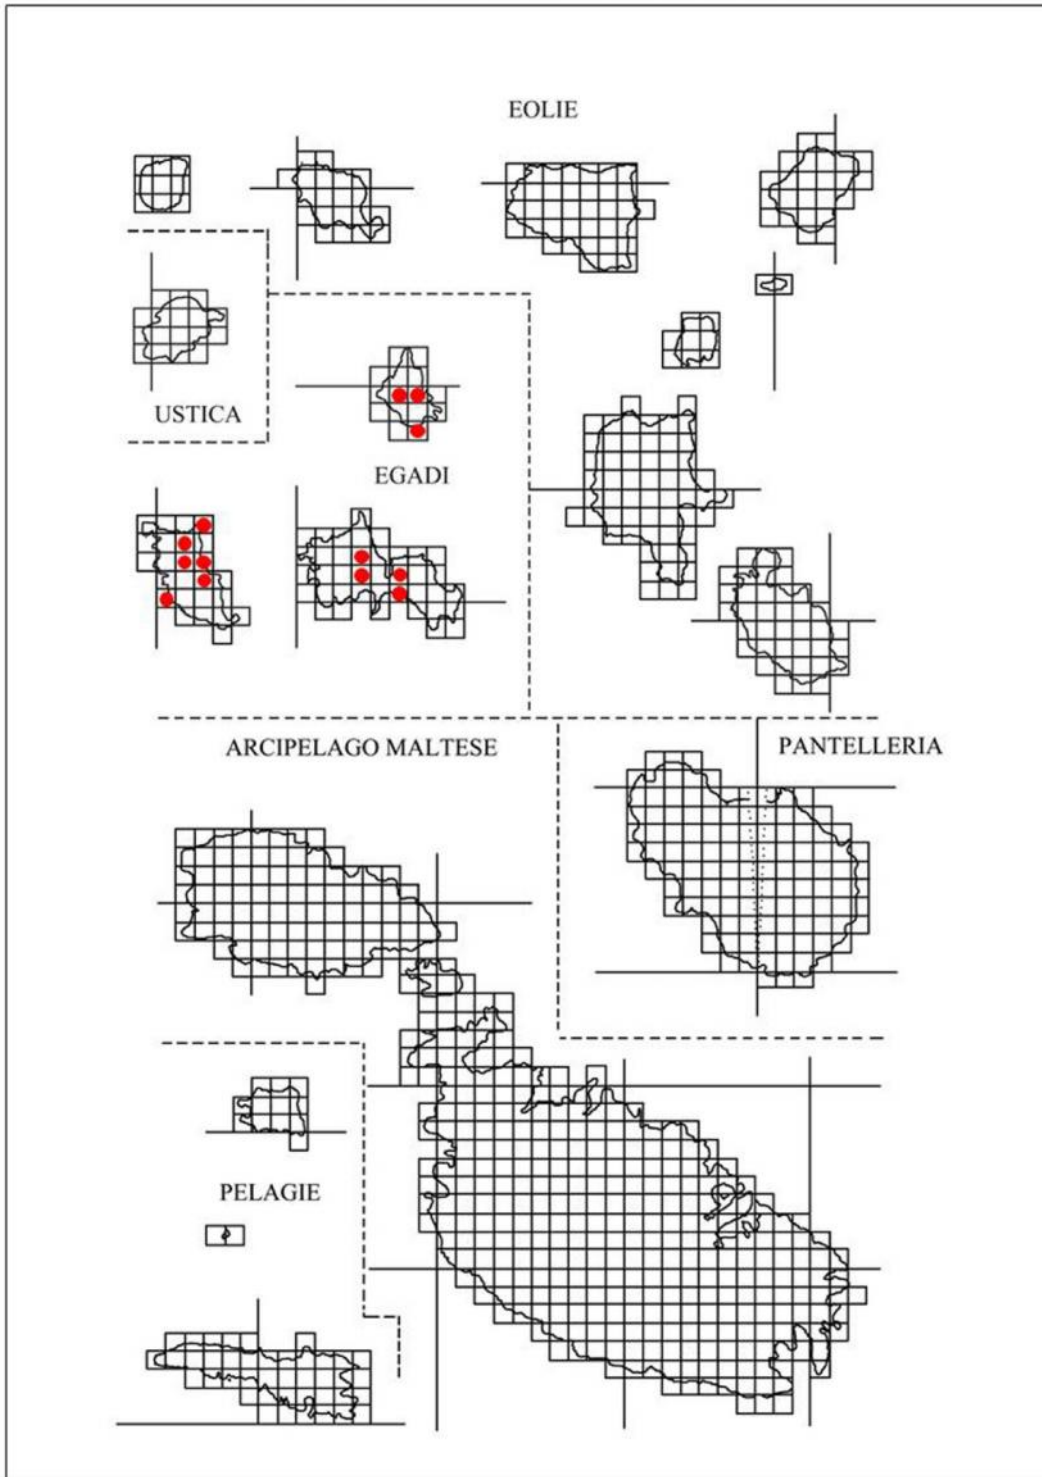 EOLIE
USTICA
EGADI
ARCIPELAGO MALTESE
PANTELLERIA
PELAGIE